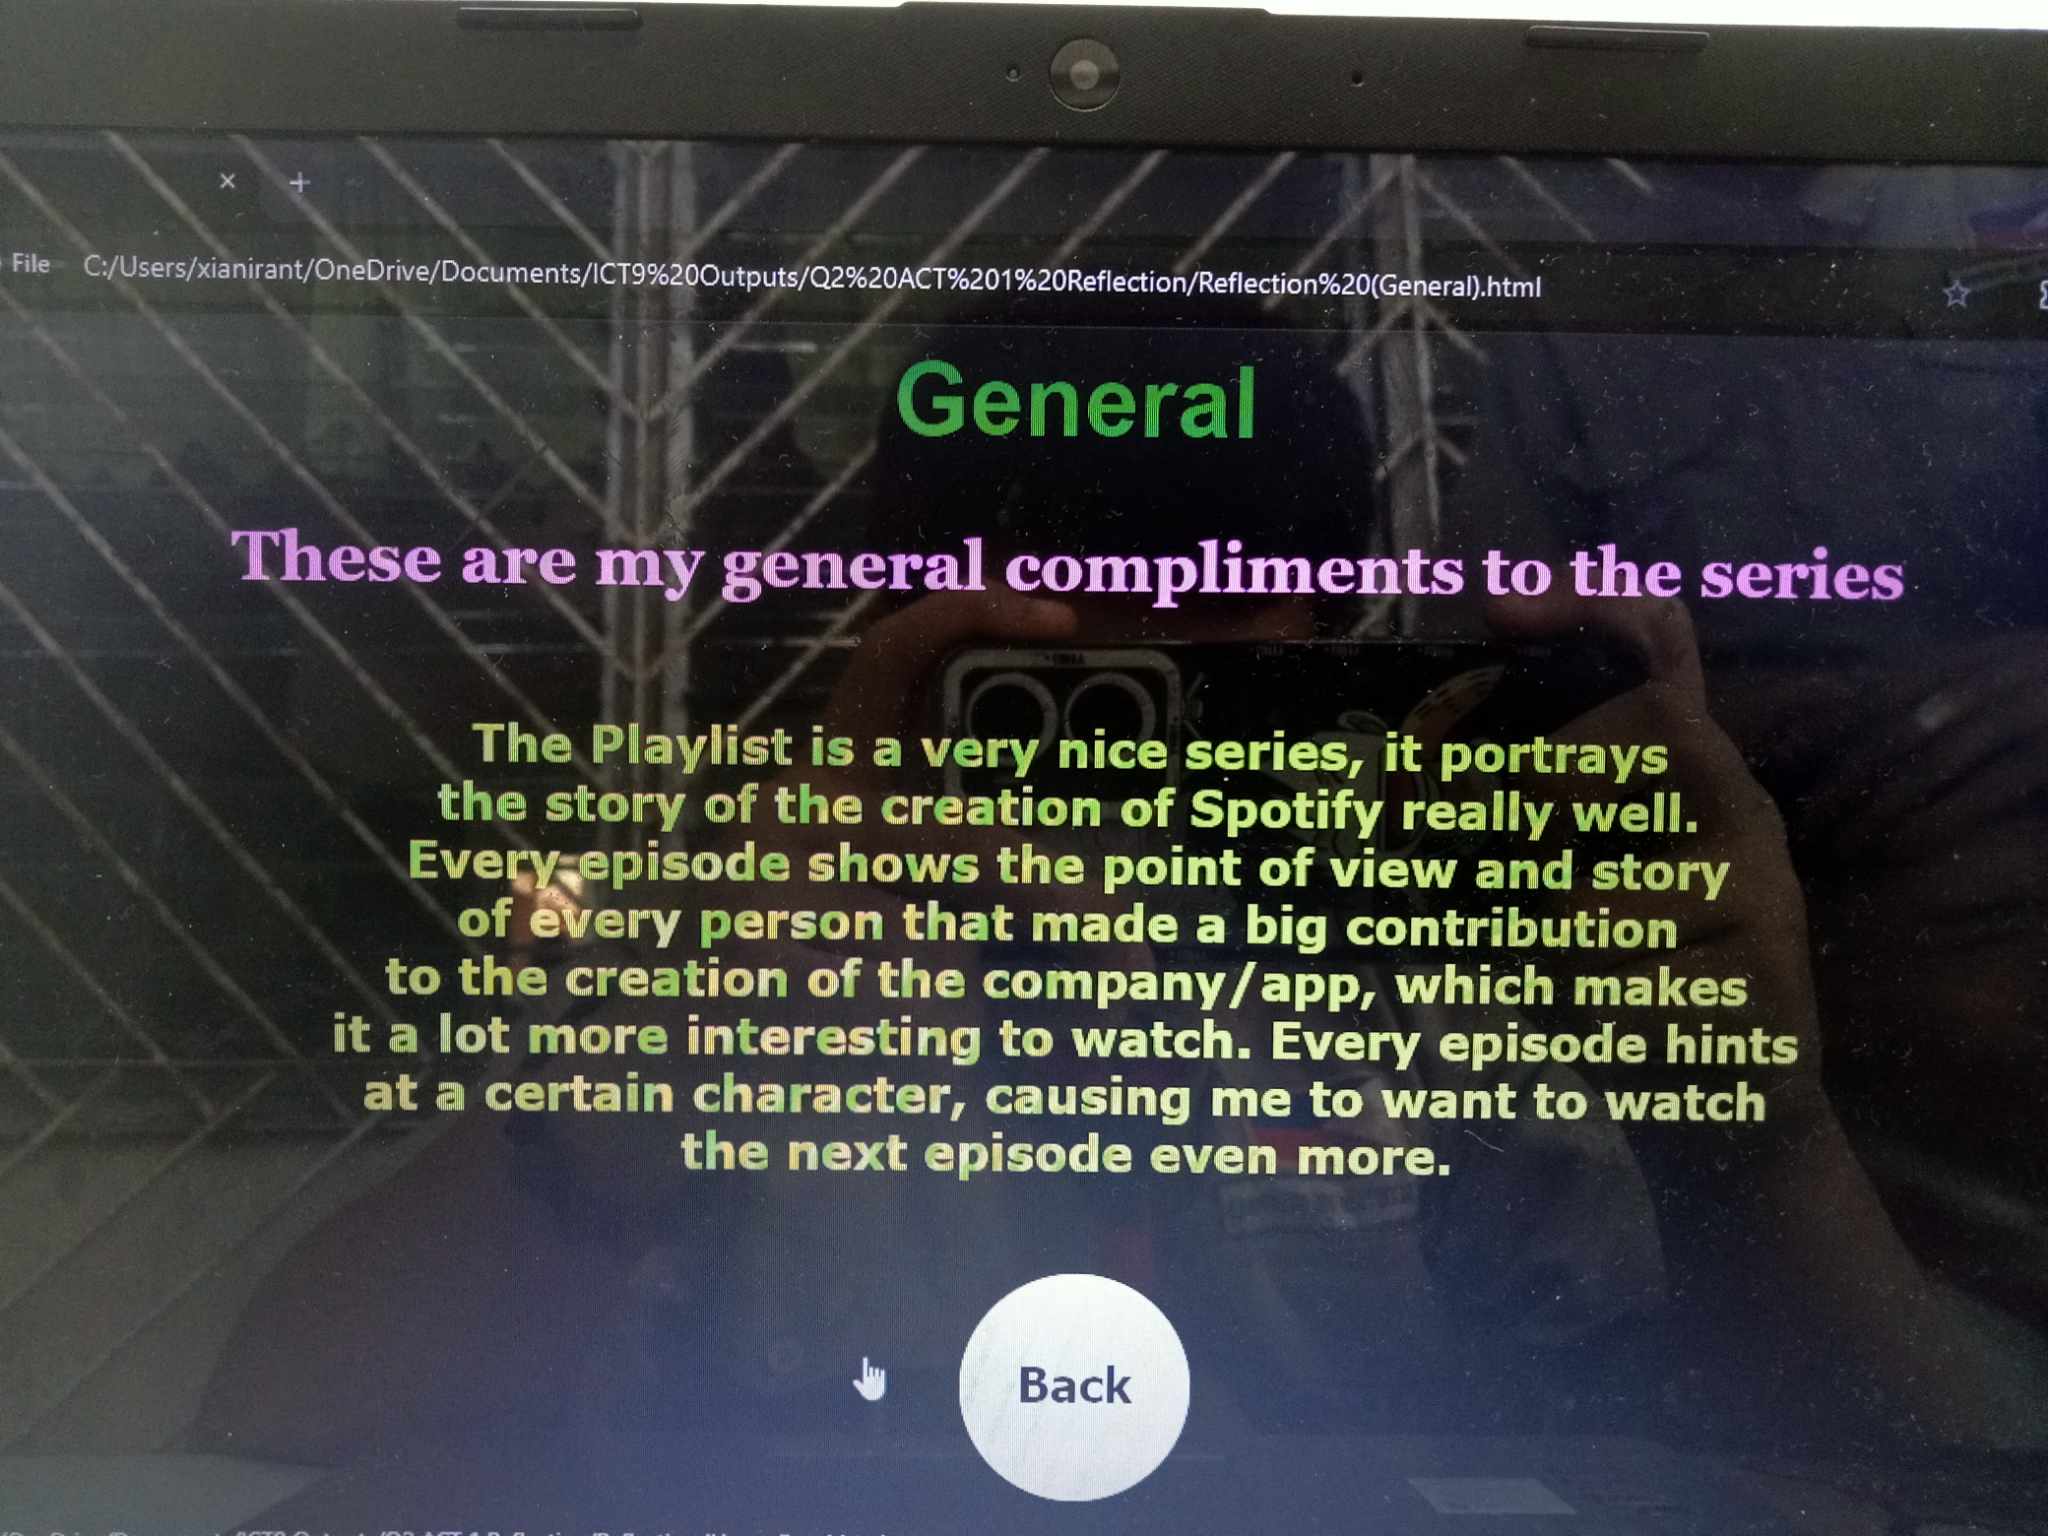 File C:/Users/xianirant/OneDrive/Documents/ICT9%20Outputs/Q2%20ACT%201%20Reflection/Reflection%20(General).html
General
These are my general compliments to the series
The Playlist is a very nice series, it portrays
the story of the creation of Spotify really well.
Every episode shows the point of view and story
of every person that made a big contribution
to the creation of the company/app, which makes
it a lot more interesting to watch. Every episode hints
at a certain character, causing me to want to watch
the next episode even more.
Back